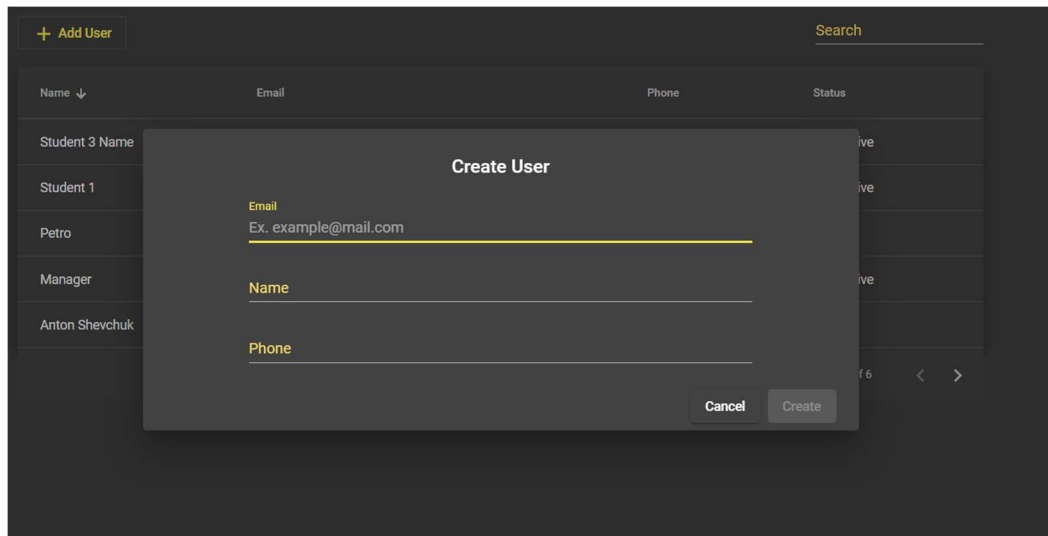 + Add User
Search
Name ↓ Email Phone Status
Student 3 Name
Create User
Student 1
Email
Ex. example@mail.com
Petro
Manager
Name
Anton Shevchuk
Phone
6
Cancel Create